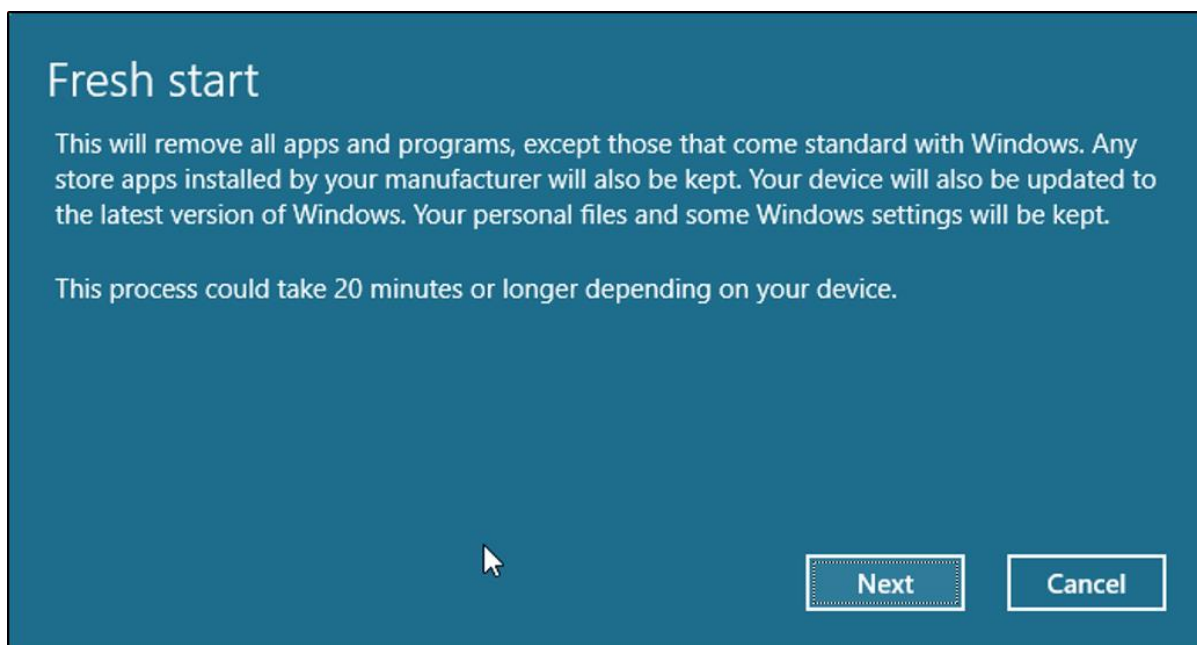 Fresh start
This will remove all apps and programs, except those that come standard with Windows. Any
store apps installed by your manufacturer will also be kept. Your device will also be updated to
the latest version of Windows. Your personal files and some Windows settings will be kept.
This process could take 20 minutes or longer depending on your device.
Next
Cancel